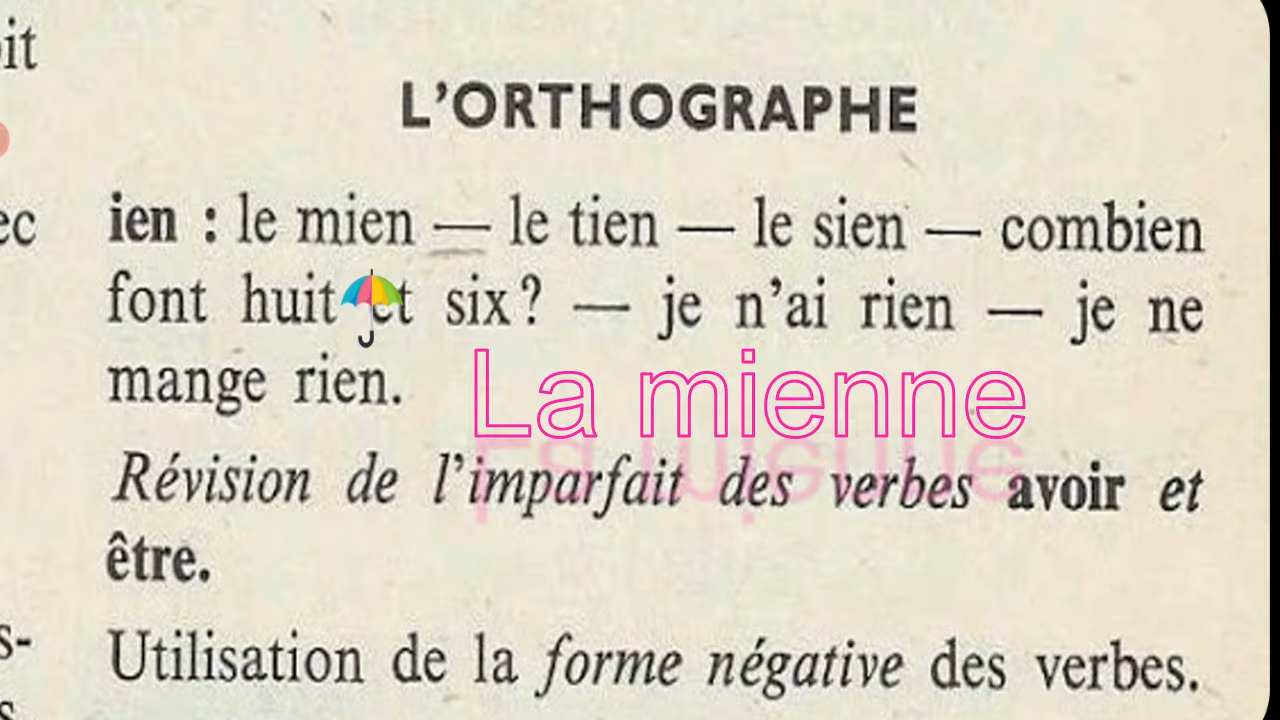 oit
L'ORTHOGRAPHE
ec
ien : le mien — le tien — le sien — combien
font huit et six? — je n'ai rien — je ne
mange rien.
La mienne
Révision de l'imparfait des verbes avoir et
être.
s-
Utilisation de la forme négative des verbes.
s